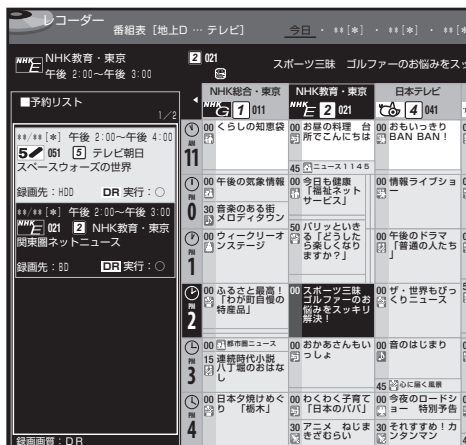 レコーダー
番組表 [地上D … テレビ]
今日 ・ **[*] ・ **[*] ・ **[*
NHK E NHK教育・東京
午後 2:00〜午後 3:00
2 021
スポーツ三昧 ゴルファーのお悩みをスッ
■予約リスト
1/2
**/**[*] 午後 2:00〜午後 4:00
5 051 5 テレビ朝日
スペースウォーズの世界
録画先：HDD DR 実行：○
**/**[*] 午後 2:00〜午後 3:00
NHK E 021 2 NHK教育・東京
関東圏ネットニュース
録画先：BD DR 実行：○
録画画質：DR
NHK総合・東京
NHK G 1 011
NHK教育・東京
NHK E 2 021
日本テレビ
4 041
AM 11
00 くらしの知恵袋
00 お昼の料理 台
所でこんにちは
45 ニュース1145
00 おもいっきり
BAN BAN！
PM 0
00 午後の気象情報
30 音楽のある街
メロディタウン
00 今日も健康
「福祉ネット
サービス」
50 パリッといき
る「どうした
ら楽しくなり
ますか？」
00 情報ライブショ
ー
PM 1
00 ウィークリーオ
ンステージ
00 午後のドラマ
「普通の人たち
」
PM 2
00 ふるさと最高！
「わが町自慢の
特産品」
00 スポーツ三昧
ゴルファーのお
悩みをスッキリ
解決！
00 ザ・世界もびっ
くりニュース
PM 3
00 都市圏ニュース
15 連続時代小説
八丁堀のおはな
し
00 おかあさんもい
っしょ
00 音のはじまり
45 心に届く風景
PM 4
00 日本夕焼けめぐ
り 「栃木」
00 わくわく子育て
「日本のパパ」
30 アニメ ねじま
きぜむらい
00 今夜のロードシ
ョー 特別予告
30 それすすめ！カ
ンタンマン